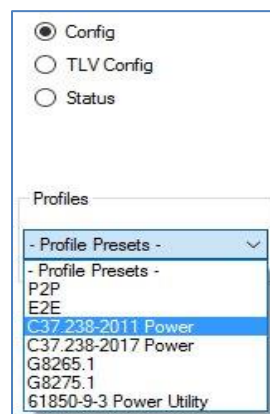 Config
TLV Config
Status
Profiles
- Profile Presets -
- Profile Presets -
P2P
E2E
C37.238-2011 Power
C37.238-2017 Power
G8265.1
G8275.1
61850-9-3 Power Utility